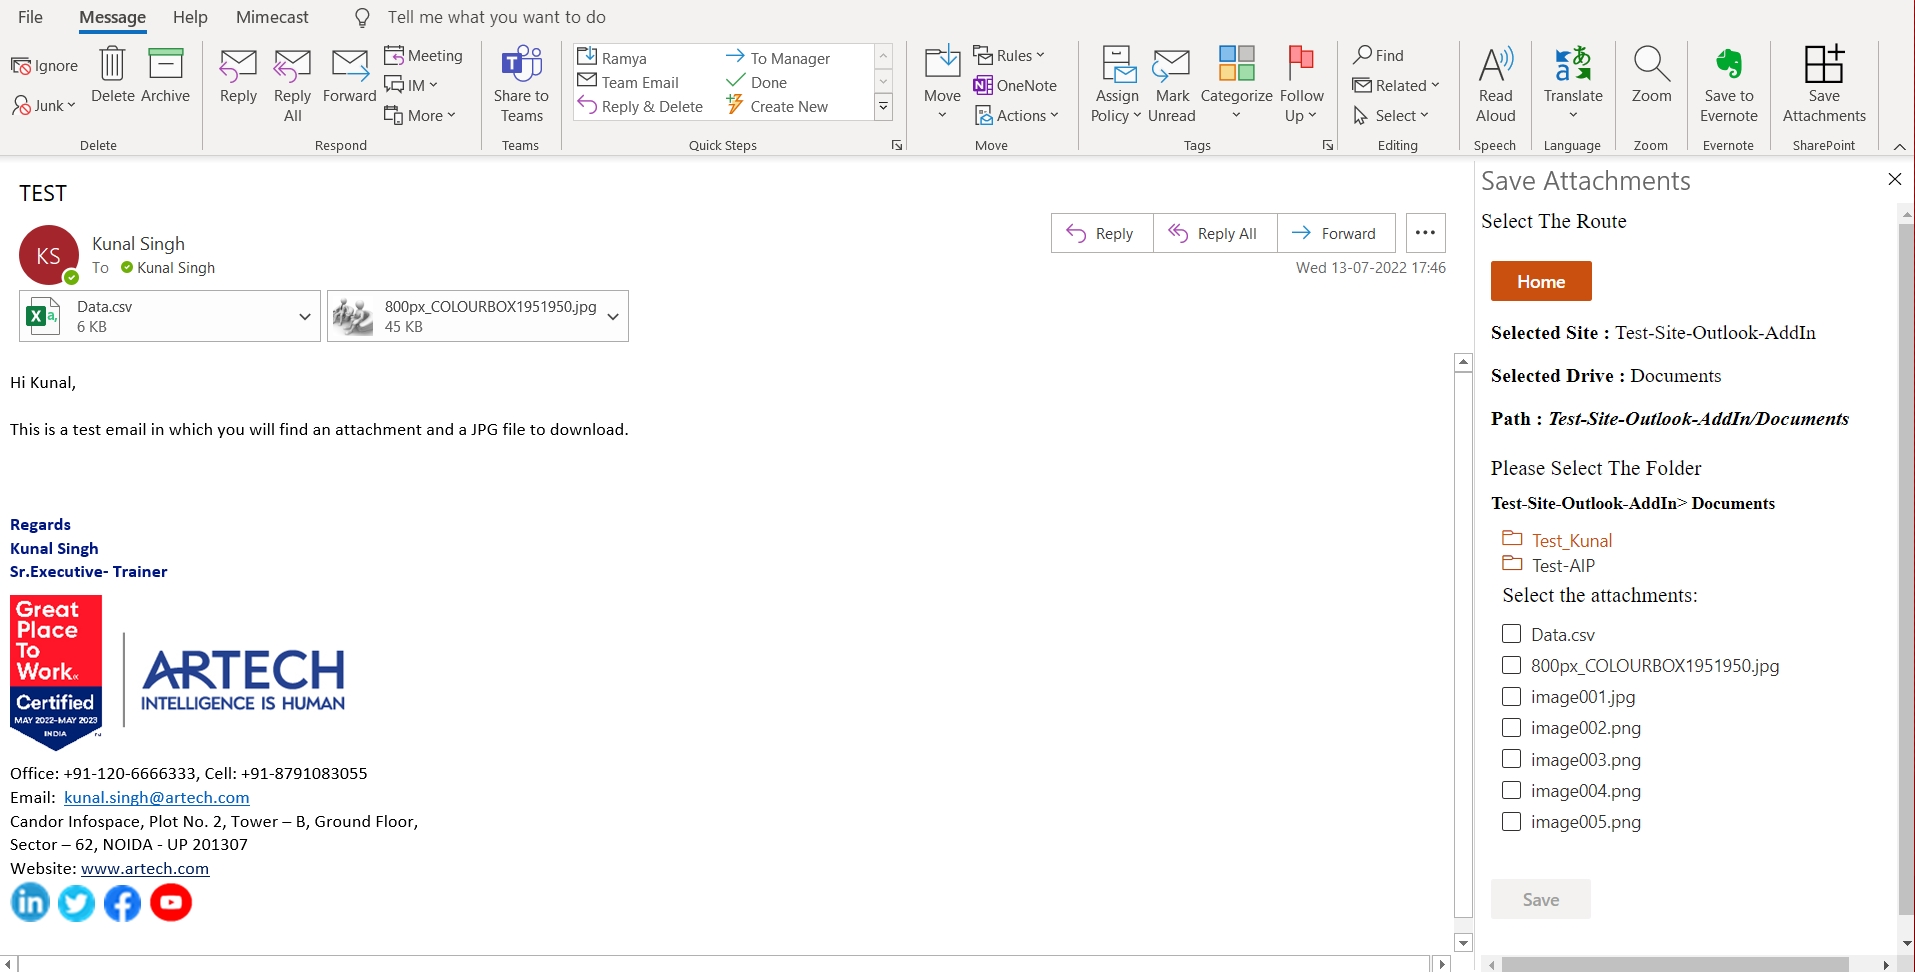 File Message Help Mimecast Tell me what you want to do
Ignore
Junk
Delete Archive
Delete
Reply Reply All Forward
Meeting
IM
More
Respond
Share to Teams
Teams
Ramya To Manager
Team Email Done
Reply & Delete Create New
Quick Steps
Move
Rules
OneNote
Actions
Move
Assign Policy Mark Unread Categorize Follow Up
Tags
Find
Related
Select
Editing
Read Aloud
Speech
Translate
Language
Zoom
Zoom
Save to Evernote
Evernote
Save Attachments
SharePoint
TEST
KS
Kunal Singh
To Kunal Singh
Reply Reply All Forward
Wed 13-07-2022 17:46
Data.csv
6 KB
800px_COLOURBOX1951950.jpg
45 KB
Hi Kunal,
This is a test email in which you will find an attachment and a JPG file to download.
Regards
Kunal Singh
Sr.Executive- Trainer
Great
Place
To
Work.
Certified
MAY 2022-MAY 2023
INDIA
ARTECH
INTELLIGENCE IS HUMAN
Office: +91-120-6666333, Cell: +91-8791083055
Email: kunal.singh@artech.com
Candor Infospace, Plot No. 2, Tower – B, Ground Floor,
Sector – 62, NOIDA - UP 201307
Website: www.artech.com
in
Save Attachments
Select The Route
Home
Selected Site : Test-Site-Outlook-AddIn
Selected Drive : Documents
Path : Test-Site-Outlook-AddIn/Documents
Please Select The Folder
Test-Site-Outlook-AddIn> Documents
Test_Kunal
Test-AIP
Select the attachments:
Data.csv
800px_COLOURBOX1951950.jpg
image001.jpg
image002.png
image003.png
image004.png
image005.png
Save